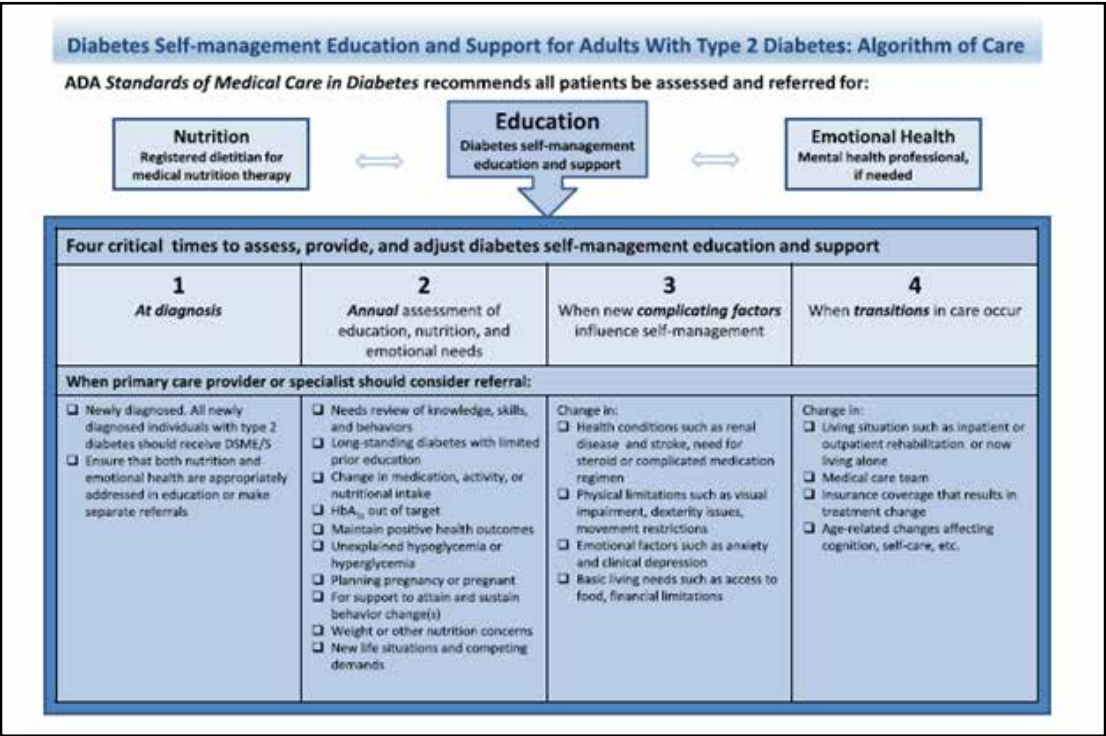 Diabetes Self-management Education and Support for Adults With Type 2 Diabetes: Algorithm of Care
ADA Standards of Medical Care in Diabetes recommends all patients be assessed and referred for:
Nutrition
Registered dietitian for
medical nutrition therapy
Education
Diabetes self-management
education and support
Emotional Health
Mental health professional,
if needed
Four critical times to assess, provide, and adjust diabetes self-management education and support
1
At diagnosis
2
Annual assessment of
education, nutrition, and
emotional needs
3
When new complicating factors
influence self-management
4
When transitions in care occur
When primary care provider or specialist should consider referral:
❑ Newly diagnosed. All newly
diagnosed individuals with type 2
diabetes should receive DSME/S
❑ Ensure that both nutrition and
emotional health are appropriately
addressed in education or make
separate referrals
❑ Needs review of knowledge, skills,
and behaviors
❑ Long-standing diabetes with limited
prior education
❑ Change in medication, activity, or
nutritional intake
❑ HbA1c out of target
❑ Maintain positive health outcomes
❑ Unexplained hypoglycemia or
hyperglycemia
❑ Planning pregnancy or pregnant
❑ For support to attain and sustain
behavior change(s)
❑ Weight or other nutrition concerns
❑ New life situations and competing
demands
Change in:
❑ Health conditions such as renal
disease and stroke, need for
steroid or complicated medication
regimen
❑ Physical limitations such as visual
impairment, dexterity issues,
movement restrictions
❑ Emotional factors such as anxiety
and clinical depression
❑ Basic living needs such as access to
food, financial limitations
Change in:
❑ Living situation such as inpatient or
outpatient rehabilitation or now
living alone
❑ Medical care team
❑ Insurance coverage that results in
treatment change
❑ Age-related changes affecting
cognition, self-care, etc.